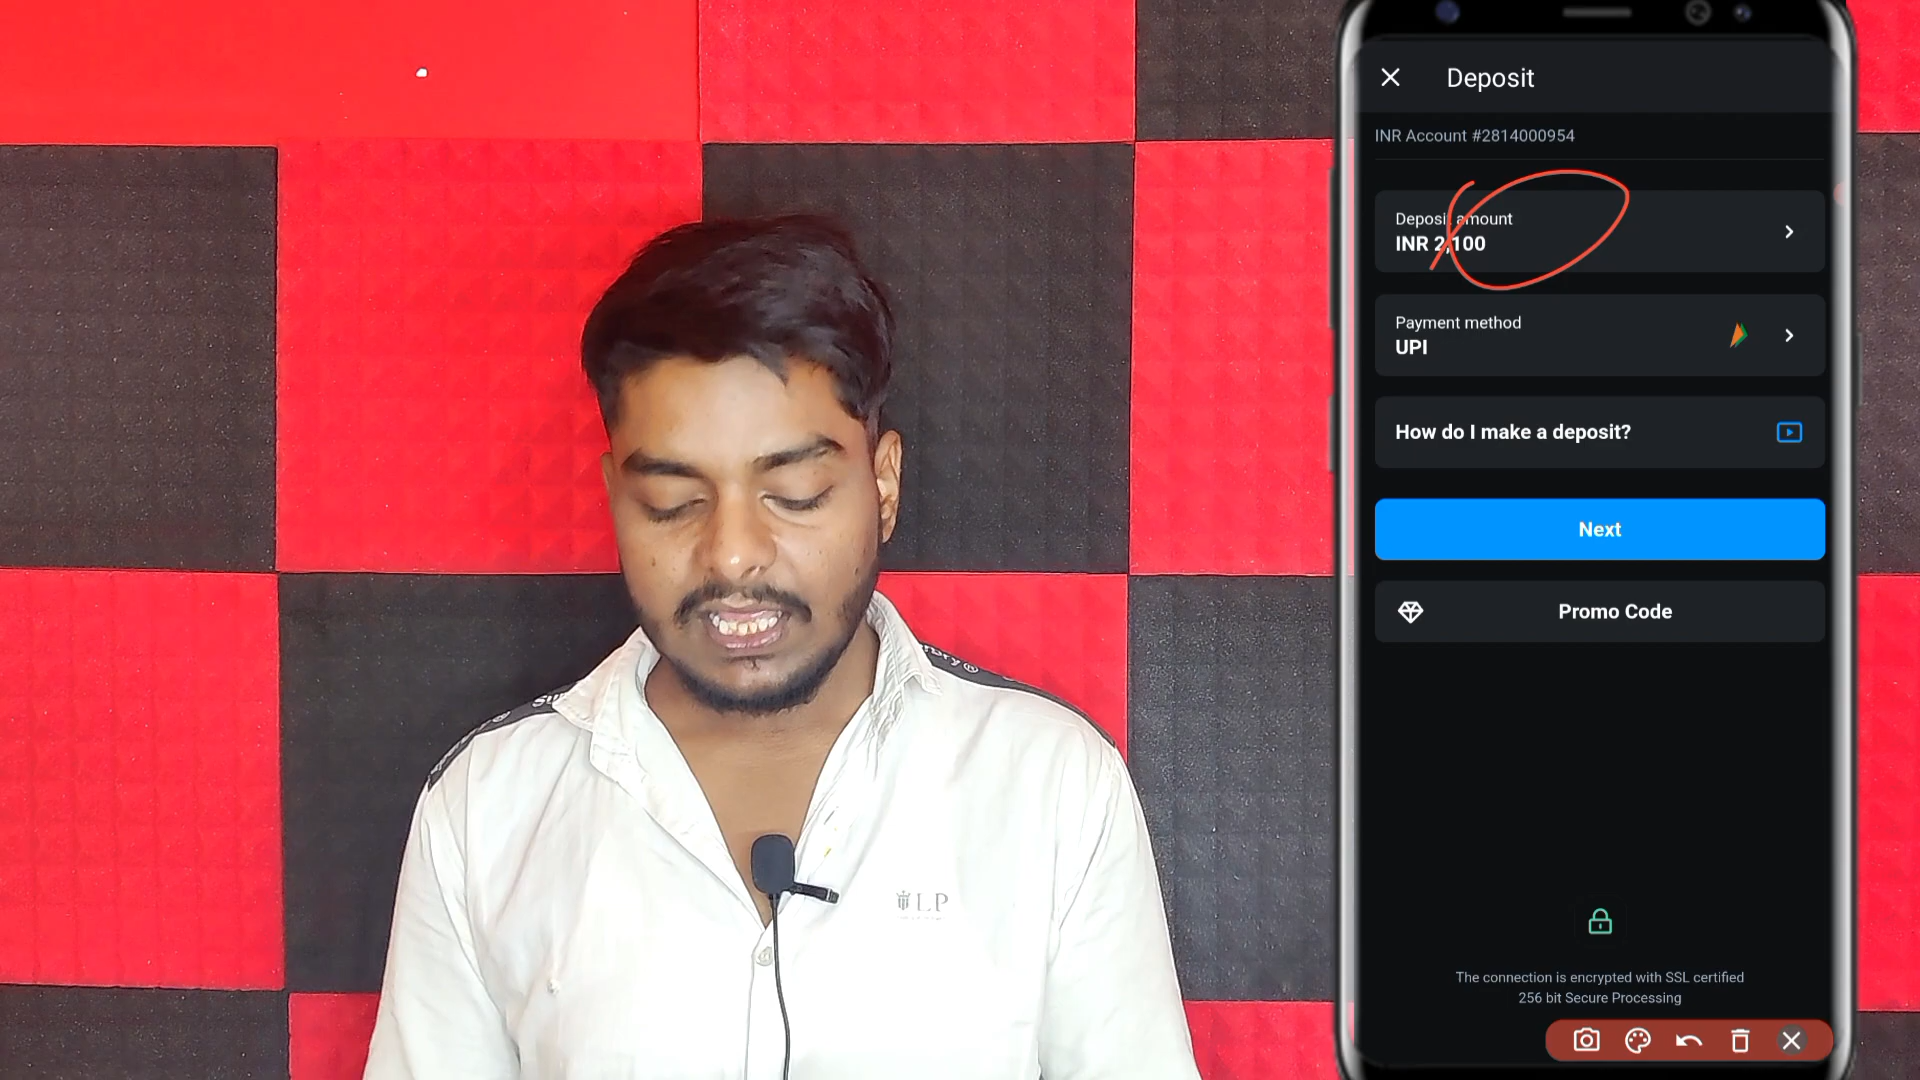 Deposit
INR Account #2814000954
Deposit amount
INR 2,100
Payment method
UPI
How do I make a deposit?
Next
Promo Code
The connection is encrypted with SSL certified
256 bit Secure Processing
LP